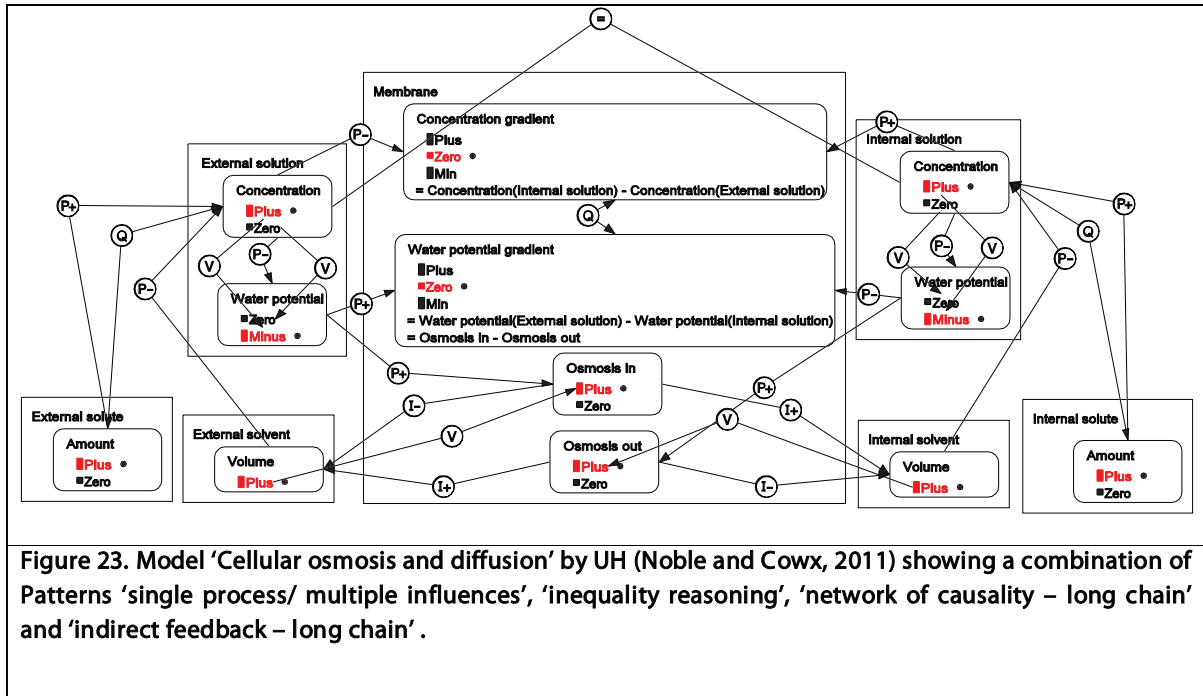 =
Membrane
Concentration gradient
Plus
Zero
Min
= Concentration(Internal solution) - Concentration(External solution)
P-
P+
External solution
Concentration
Plus
Zero
Internal solution
Concentration
Plus
Zero
P+
Q
P-
V
P-
V
Q
V
P-
V
P-
Q
P+
Water potential gradient
Plus
Zero
Min
= Water potential(External solution) - Water potential(Internal solution)
= Osmosis in - Osmosis out
Water potential
Zero
Minus
P+
P-
Water potential
Zero
Minus
P+
I-
V
I+
Osmosis in
Plus
Zero
P+
I+
V
I-
Osmosis out
Plus
Zero
External solute
Amount
Plus
Zero
External solvent
Volume
Plus
Internal solvent
Volume
Plus
Internal solute
Amount
Plus
Zero
Figure 23. Model ‘Cellular osmosis and diffusion’ by UH (Noble and Cowx, 2011) showing a combination of
Patterns ‘single process/ multiple influences’, ‘inequality reasoning’, ‘network of causality – long chain’
and ‘indirect feedback – long chain’ .